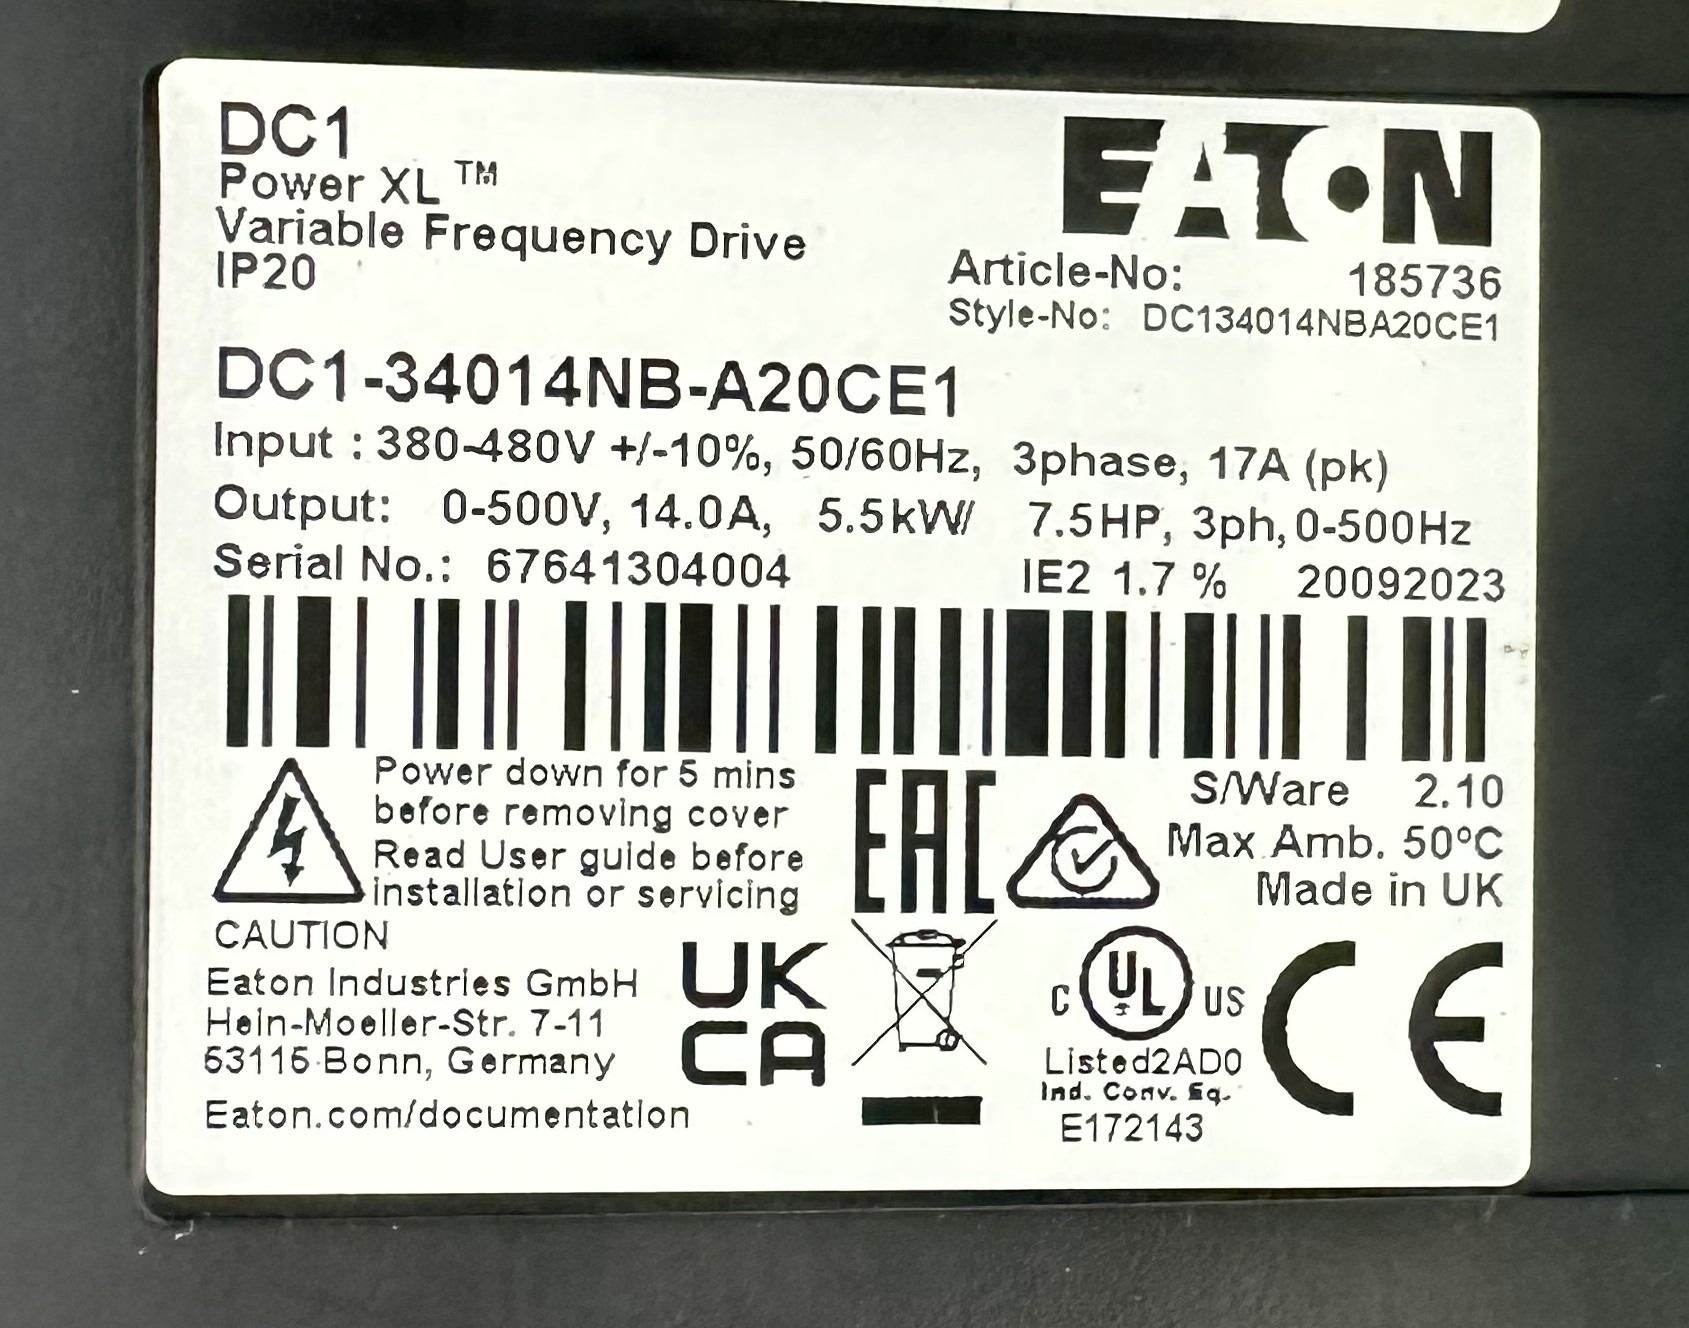 DC1
Power XL™
Variable Frequency Drive
IP20
EATON
Article-No: 185736
Style-No: DC134014NBA20CE1
DC1-34014NB-A20CE1
Input : 380-480V +/-10%, 50/60Hz, 3phase, 17A (pk)
Output: 0-500V, 14.0A, 5.5kW/ 7.5HP, 3ph, 0-500Hz
Serial No.: 67641304004 IE2 1.7 % 20092023
Power down for 5 mins
before removing cover
Read User guide before
installation or servicing
CAUTION
EAC
S/Ware 2.10
Max Amb. 50°C
Made in UK
Eaton Industries GmbH
Hein-Moeller-Str. 7-11
53115 Bonn, Germany
Eaton.com/documentation
UK
CA
C UL US
Listed2AD0
Ind. Conv. Eq.
E172143
CE